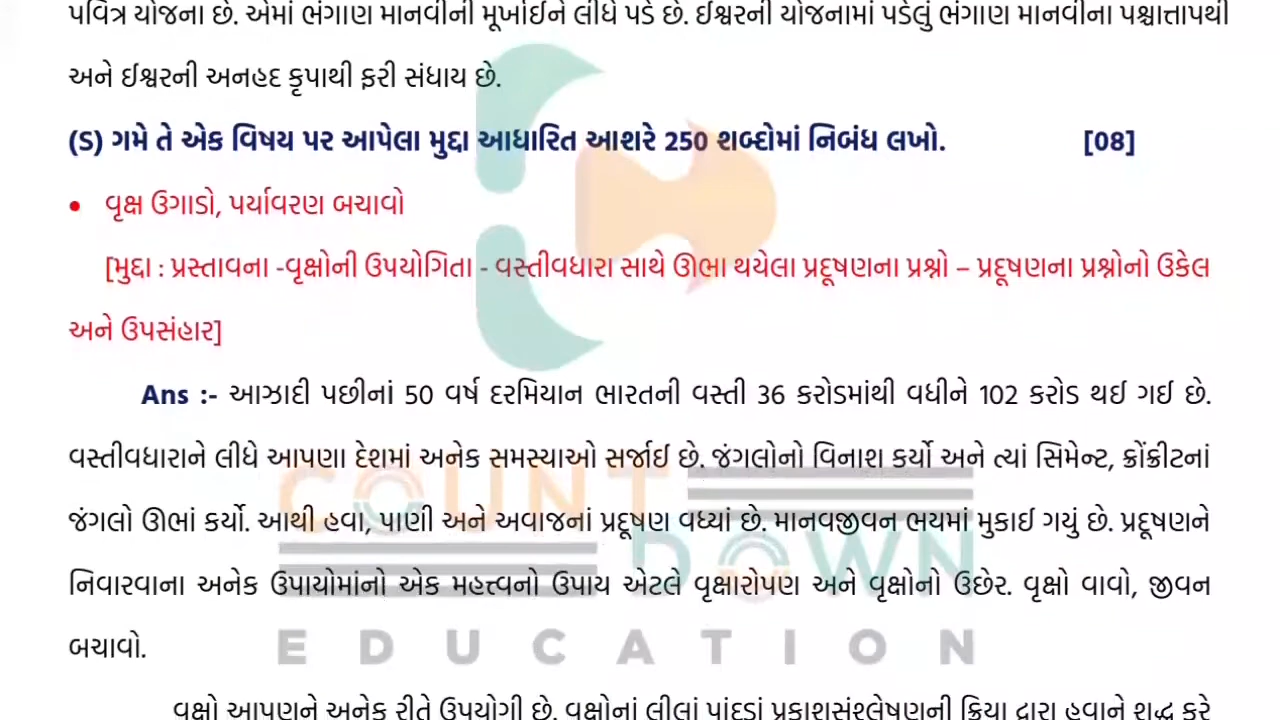 પવિત્ર યોજના છે. એમાં ભંગાણ માનવીની મૂર્ખાઈને લીધે પડે છે. ઈશ્વરની યોજનામાં પડેલું ભંગાણ માનવીના પશ્ચાત્તાપથી
અને ઈશ્વરની અનહદ કૃપાથી ફરી સંધાય છે.
(S) ગમે તે એક વિષય પર આપેલા મુદ્દા આધારિત આશરે 250 શબ્દોમાં નિબંધ લખો. [08]
• વૃક્ષ ઉગાડો, પર્યાવરણ બચાવો
[મુદ્દા : પ્રસ્તાવના -વૃક્ષોની ઉપયોગિતા - વસ્તીવધારા સાથે ઊભા થયેલા પ્રદૂષણના પ્રશ્નો – પ્રદૂષણના પ્રશ્નોનો ઉકેલ
અને ઉપસંહાર]
Ans :- આઝાદી પછીનાં 50 વર્ષ દરમિયાન ભારતની વસ્તી 36 કરોડમાંથી વધીને 102 કરોડ થઈ ગઈ છે.
વસ્તીવધારાને લીધે આપણા દેશમાં અનેક સમસ્યાઓ સર્જાઈ છે. જંગલોનો વિનાશ કર્યો અને ત્યાં સિમેન્ટ, ક્રોંક્રીટનાં
જંગલો ઊભાં કર્યો. આથી હવા, પાણી અને અવાજનાં પ્રદૂષણ વધ્યાં છે. માનવજીવન ભયમાં મુકાઈ ગયું છે. પ્રદૂષણને
નિવારવાના અનેક ઉપાયોમાંનો એક મહત્ત્વનો ઉપાય એટલે વૃક્ષારોપણ અને વૃક્ષોનો ઉછેર. વૃક્ષો વાવો, જીવન
બચાવો.
વૃક્ષો આપણને અનેક રીતે ઉપયોગી છે. વૃક્ષોનાં લીલાં પાંદડાં પ્રકાશસંશ્લેષણની ક્રિયા દ્વારા હવાને શુદ્ધ કરે
COUNT
DOWN
EDUCATION